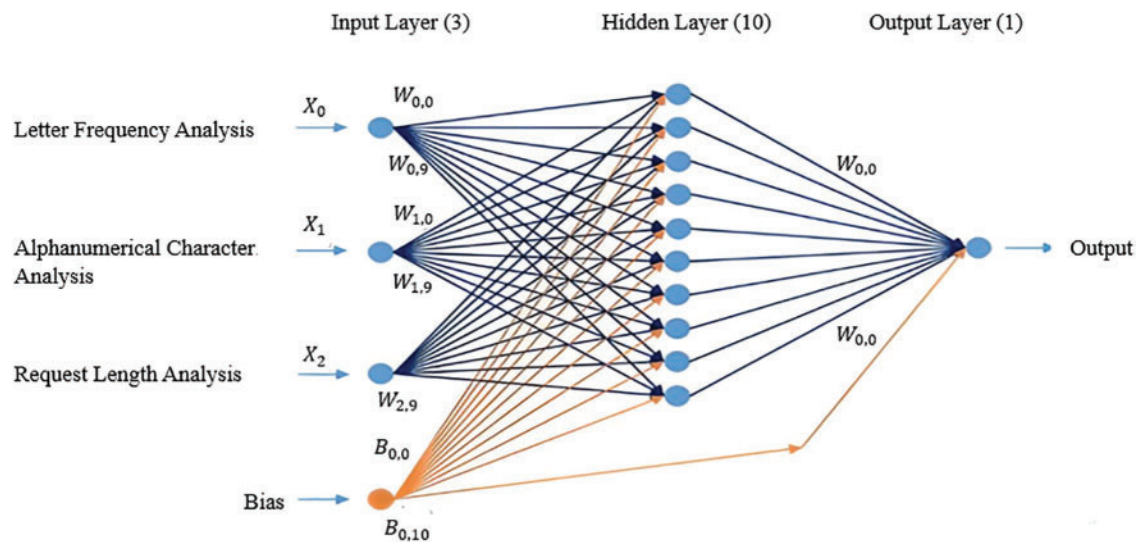 Input Layer (3)
Hidden Layer (10)
Output Layer (1)
W0,0
X0
Letter Frequency Analysis
W0,9
W0,0
W1,0
X1
Alphanumerical Character
Analysis
Output
W1,9
W0,0
X2
Request Length Analysis
W2,9
B0,0
Bias
B0,10